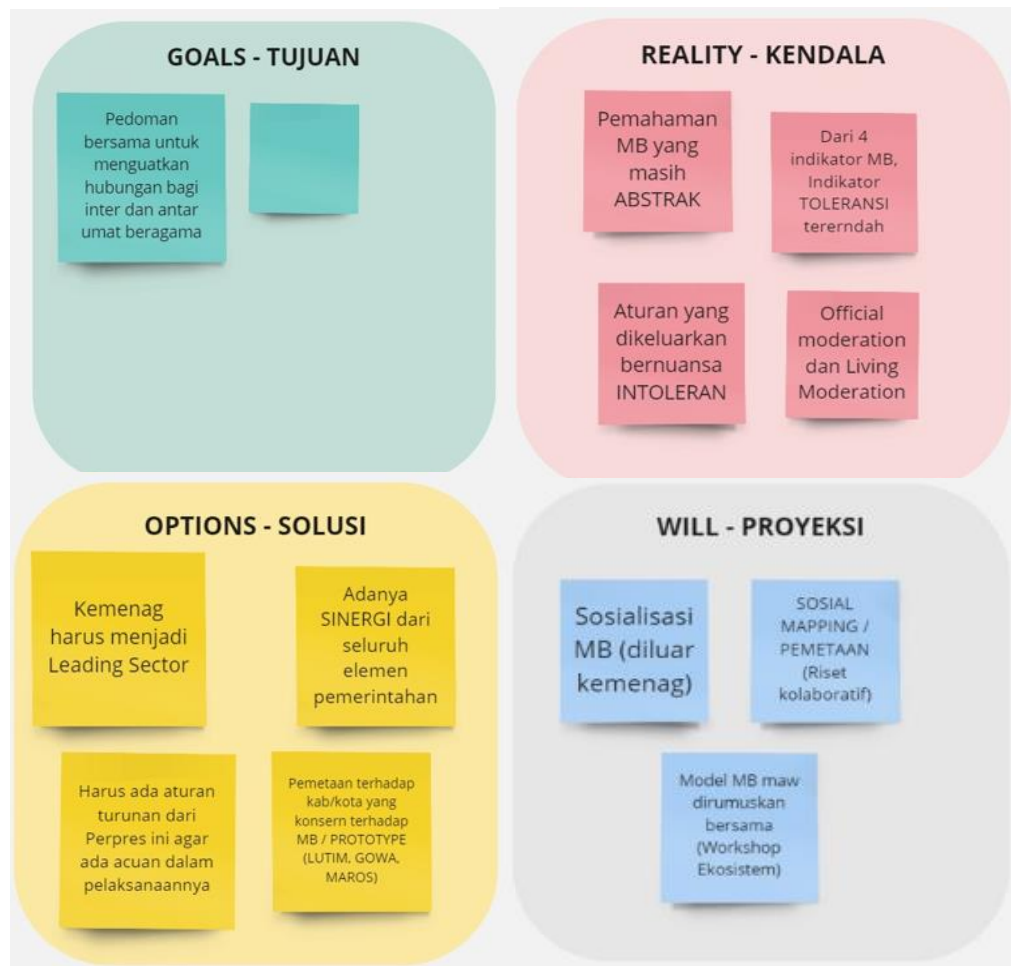 GOALS - TUJUAN
Pedoman
bersama untuk
menguatkan
hubungan bagi
inter dan antar
umat beragama
REALITY - KENDALA
Pemahaman
MB yang
masih
ABSTRAK
Dari 4
indikator MB,
Indikator
TOLERANSI
tererndah
Aturan yang
dikeluarkan
bernuansa
INTOLERAN
Official
moderation
dan Living
Moderation
OPTIONS - SOLUSI
Kemenag
harus menjadi
Leading Sector
Adanya
SINERGI dari
seluruh
elemen
pemerintahan
Harus ada aturan
turunan dari
Perpres ini agar
ada acuan dalam
pelaksanaannya
Pemetaan terhadap
kab/kota yang
konsern terhadap
MB / PROTOTYPE
(LUTIM, GOWA,
MAROS)
WILL - PROYEKSI
Sosialisasi
MB (diluar
kemenag)
SOSIAL
MAPPING /
PEMETAAN
(Riset
kolaboratif)
Model MB maw
dirumuskan
bersama
(Workshop
Ekosistem)